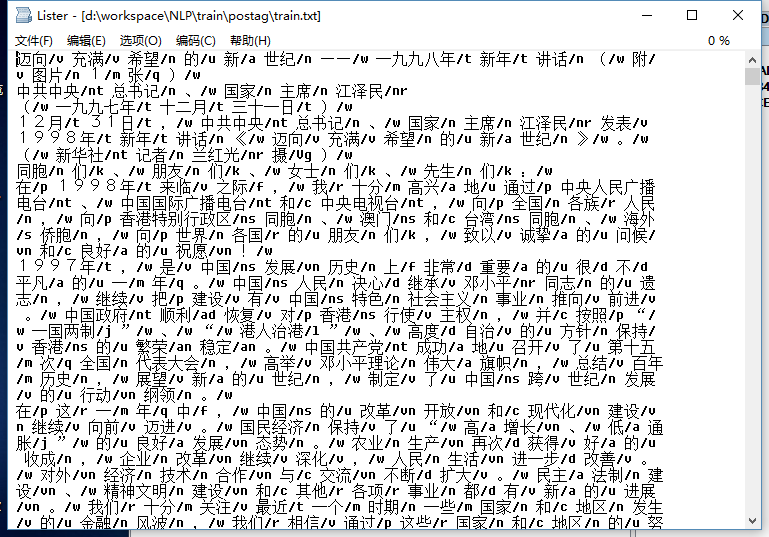 Lister - [d:\workspace\NLP\train\postag\train.txt]
文件(F) 编辑(E) 选项(O) 编码(C) 帮助(H) 0 %
迈向/v 充满/v 希望/n 的/u 新/a 世纪/n ——/w 一九九八年/t 新年/t 讲话/n （/w 附/
v 图片/n １/m 张/q ）/w
中共中央/nt 总书记/n 、/w 国家/n 主席/n 江泽民/nr
（/w 一九九七年/t 十二月/t 三十一日/t ）/w
１２月/t ３１日/t ，/w 中共中央/nt 总书记/n 、/w 国家/n 主席/n 江泽民/nr 发表/v
１９９８年/t 新年/t 讲话/n 《/w 迈向/v 充满/v 希望/n 的/u 新/a 世纪/n 》/w 。/w
（/w 新华社/nt 记者/n 兰红光/nr 摄/Vg ）/w
同胞/n 们/k 、/w 朋友/n 们/k 、/w 女士/n 们/k 、/w 先生/n 们/k ：/w
在/p １９９８年/t 来临/v 之际/f ，/w 我/r 十分/m 高兴/a 地/u 通过/p 中央人民广播
电台/nt 、/w 中国国际广播电台/nt 和/c 中央电视台/nt ，/w 向/p 全国/n 各族/r 人民
/n ，/w 向/p 香港特别行政区/ns 同胞/n 、/w 澳门/ns 和/c 台湾/ns 同胞/n 、/w 海外
/s 侨胞/n ，/w 向/p 世界/n 各国/r 的/u 朋友/n 们/k ，/w 致以/v 诚挚/a 的/u 问候/
vn 和/c 良好/a 的/u 祝愿/vn ！/w
１９９７年/t ，/w 是/v 中国/ns 发展/vn 历史/n 上/f 非常/d 重要/a 的/u 很/d 不/d
平凡/a 的/u 一/m 年/q 。/w 中国/ns 人民/n 决心/d 继承/v 邓小平/nr 同志/n 的/u 遗
志/n ，/w 继续/v 把/p 建设/v 有/v 中国/ns 特色/n 社会主义/n 事业/n 推向/v 前进/v
。/w 中国政府/nt 顺利/ad 恢复/v 对/p 香港/ns 行使/v 主权/n ，/w 并/c 按照/p “/
w 一国两制/j ”/w 、/w “/w 港人治港/l ”/w 、/w 高度/d 自治/v 的/u 方针/n 保持/
v 香港/ns 的/u 繁荣/an 稳定/an 。/w 中国共产党/nt 成功/a 地/u 召开/v 了/u 第十五
/m 次/q 全国/n 代表大会/n ，/w 高举/v 邓小平理论/n 伟大/a 旗帜/n ，/w 总结/v 百年
/m 历史/n ，/w 展望/v 新/a 的/u 世纪/n ，/w 制定/v 了/u 中国/ns 跨/v 世纪/n 发展
/v 的/u 行动/vn 纲领/n 。/w
在/p 这/r 一/m 年/q 中/f ，/w 中国/ns 的/u 改革/vn 开放/vn 和/c 现代化/vn 建设/v
n 继续/v 向前/v 迈进/v 。/w 国民经济/n 保持/v 了/u “/w 高/a 增长/vn 、/w 低/a 通
胀/j ”/w 的/u 良好/a 发展/vn 态势/n 。/w 农业/n 生产/vn 再次/d 获得/v 好/a 的/u
收成/n ，/w 企业/n 改革/vn 继续/v 深化/v ，/w 人民/n 生活/vn 进一步/d 改善/v 。
/w 对外/vn 经济/n 技术/n 合作/vn 与/c 交流/vn 不断/d 扩大/v 。/w 民主/a 法制/n 建
设/vn 、/w 精神文明/n 建设/vn 和/c 其他/r 各项/r 事业/n 都/d 有/v 新/a 的/u 进展
/vn 。/w 我们/r 十分/m 关注/v 最近/t 一个/m 时期/n 一些/m 国家/n 和/c 地区/n 发生
/v 的/u 金融/n 风波/n ，/w 我们/r 相信/v 通过/p 这些/r 国家/n 和/c 地区/n 的/u 努